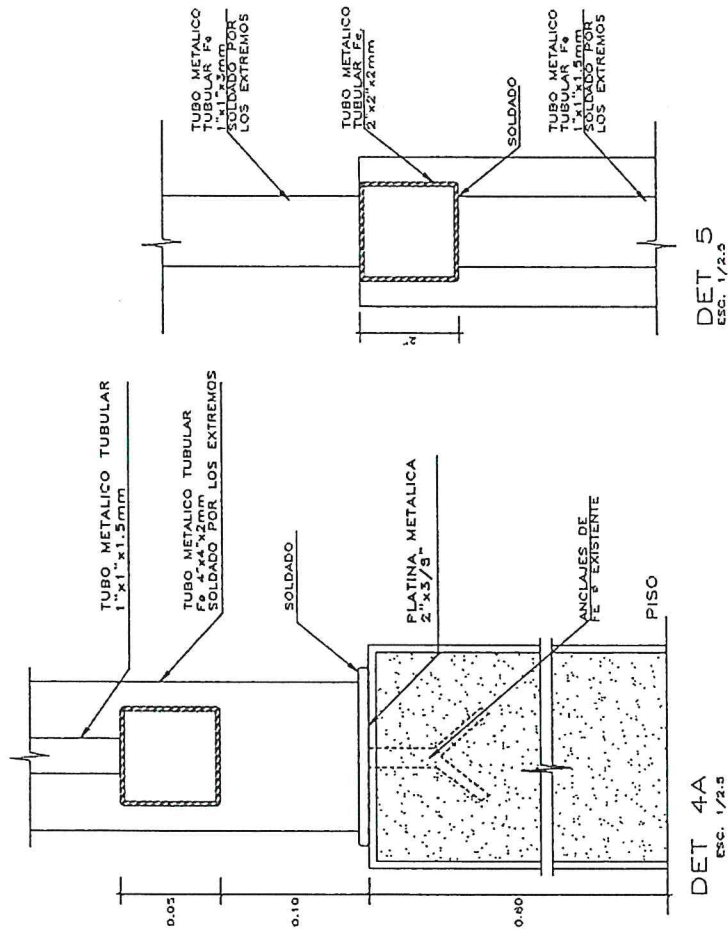 TUBO METALICO TUBULAR
1"x1"x1.5mm
TUBO METALICO TUBULAR
Fe 4"x4"x2mm
SOLDADO POR LOS EXTREMOS
SOLDADO
PLATINA METALICA
2"x3/8"
ANCLAJES DE
FE Ø EXISTENTE
PISO
0.05
0.10
0.60
DET 4A
ESC. 1/2.5
TUBO METALICO
TUBULAR Fe
1"x1"x3mm
SOLDADO POR
LOS EXTREMOS
TUBO METALICO
TUBULAR Fe
2"x2"x2mm
SOLDADO
TUBO METALICO
TUBULAR Fe
1"x1"x1.5mm
SOLDADO POR
LOS EXTREMOS
2"
DET 5
ESC. 1/2.5